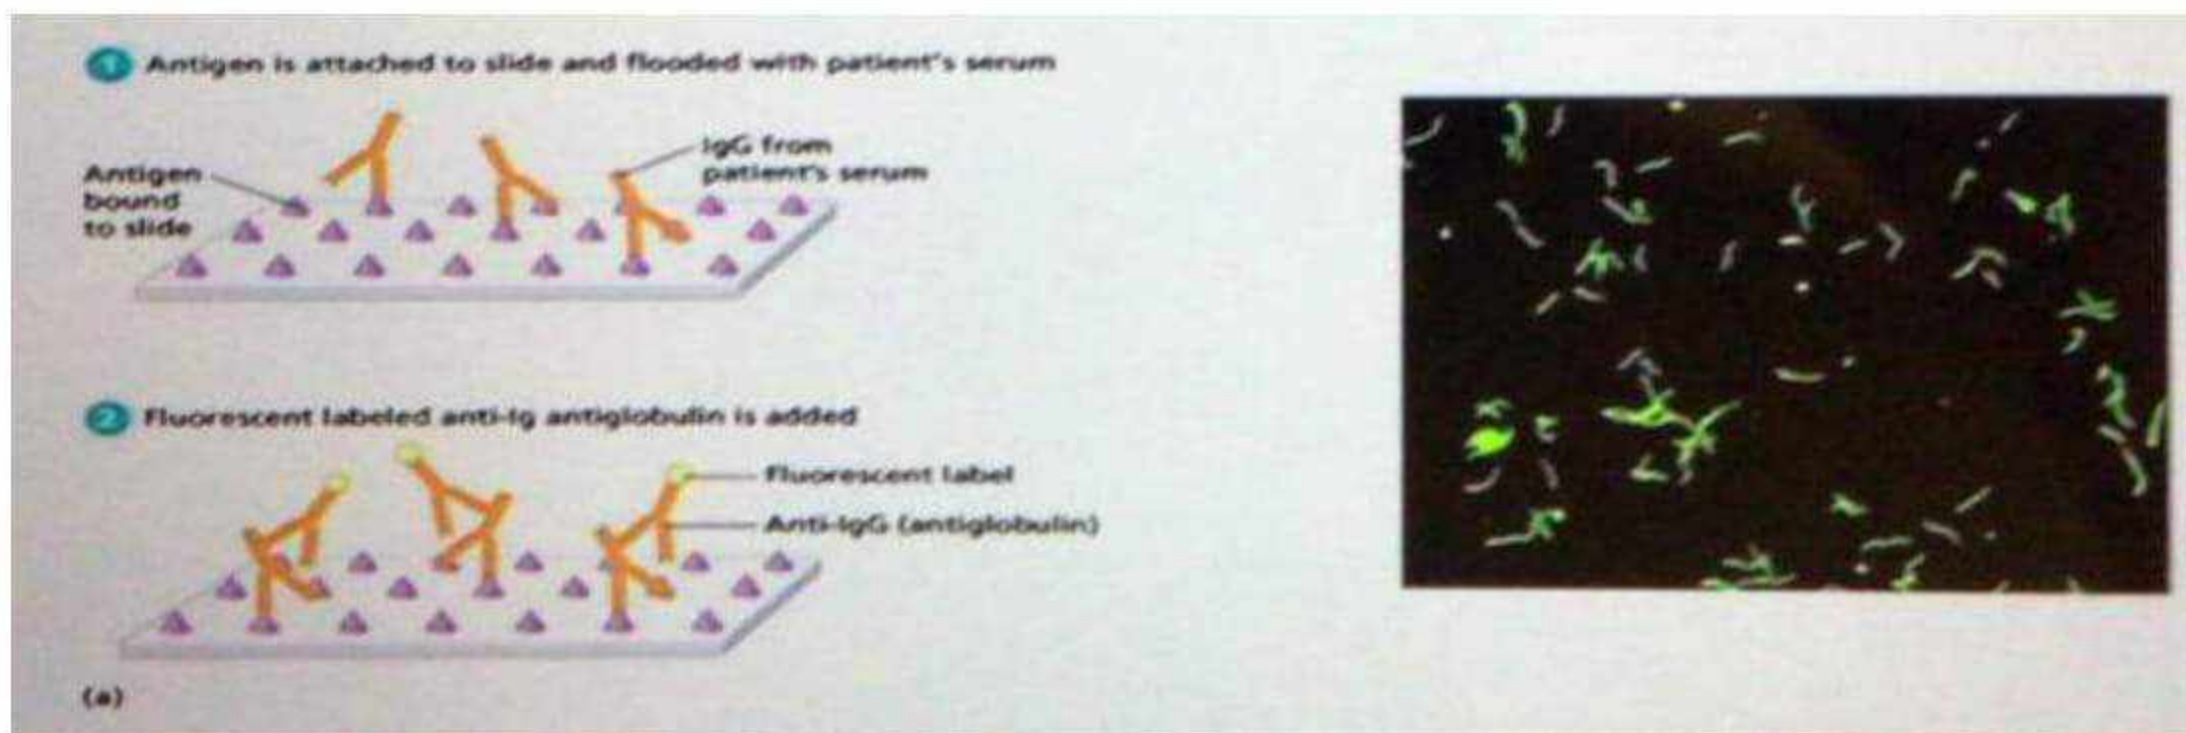 1 Antigen is attached to slide and flooded with patient's serum
Antigen
bound
to slide
IgG from
patient's serum
2 Fluorescent labeled anti-Ig antiglobulin is added
Fluorescent label
Anti-IgG (antiglobulin)
(a)